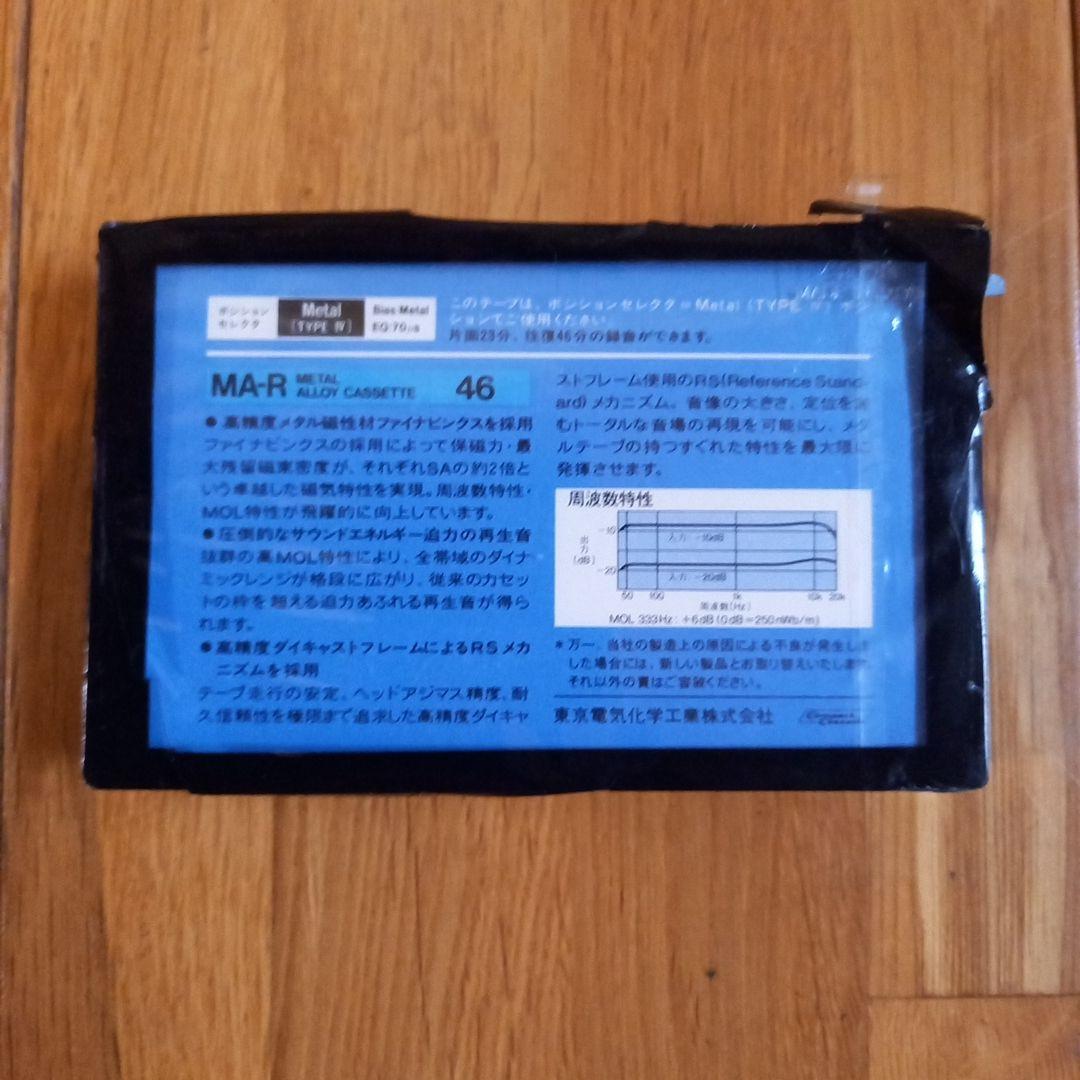 ポジション
セレクタ
Metal
(TYPE Ⅳ)
Bias:Metal
EQ:70μs
このテープは、ポジションセレクタ=Metal (TYPE Ⅳ) ポジ
ションでご使用ください。
片面23分、往復46分の録音ができます。
MA-R METAL ALLOY CASSETTE 46
●高精度メタル磁性材ファイナビンクスを採用
ファイナビンクスの採用によって保磁力・最
大残留磁束密度が、それぞれSAの約2倍と
いう卓越した磁気特性を実現。周波数特性・
MOL特性が飛躍的に向上しています。
●圧倒的なサウンドエネルギー迫力の再生音
抜群の高MOL特性により、全帯域のダイナ
ミックレンジが格段に広がり、従来のカセッ
トの枠を超える迫力あふれる再生音が得ら
れます。
●高精度ダイキャストフレームによるRSメカ
ニズムを採用
テープ走行の安定、ヘッドアジマス精度、耐
久信頼性を極限まで追求した高精度ダイキャ
ストフレーム使用のRS(Reference Stand-
ard)メカニズム。音像の大きさ、定位を含
むトータルな音場の再現を可能にし、メタ
ルテープの持つすぐれた特性を最大限に
発揮させます。
周波数特性
出力(dB)
-10
入力:-10dB
-20
入力:-20dB
50 100 1k 10k 20k
周波数(Hz)
MOL 333Hz:+6dB (0dB=250nWb/m)
*万一、当社の製造上の原因による不良が発生し
した場合には、新しい製品とお取り替えいたします。
それ以外の責はご容赦ください。
東京電気化学工業株式会社